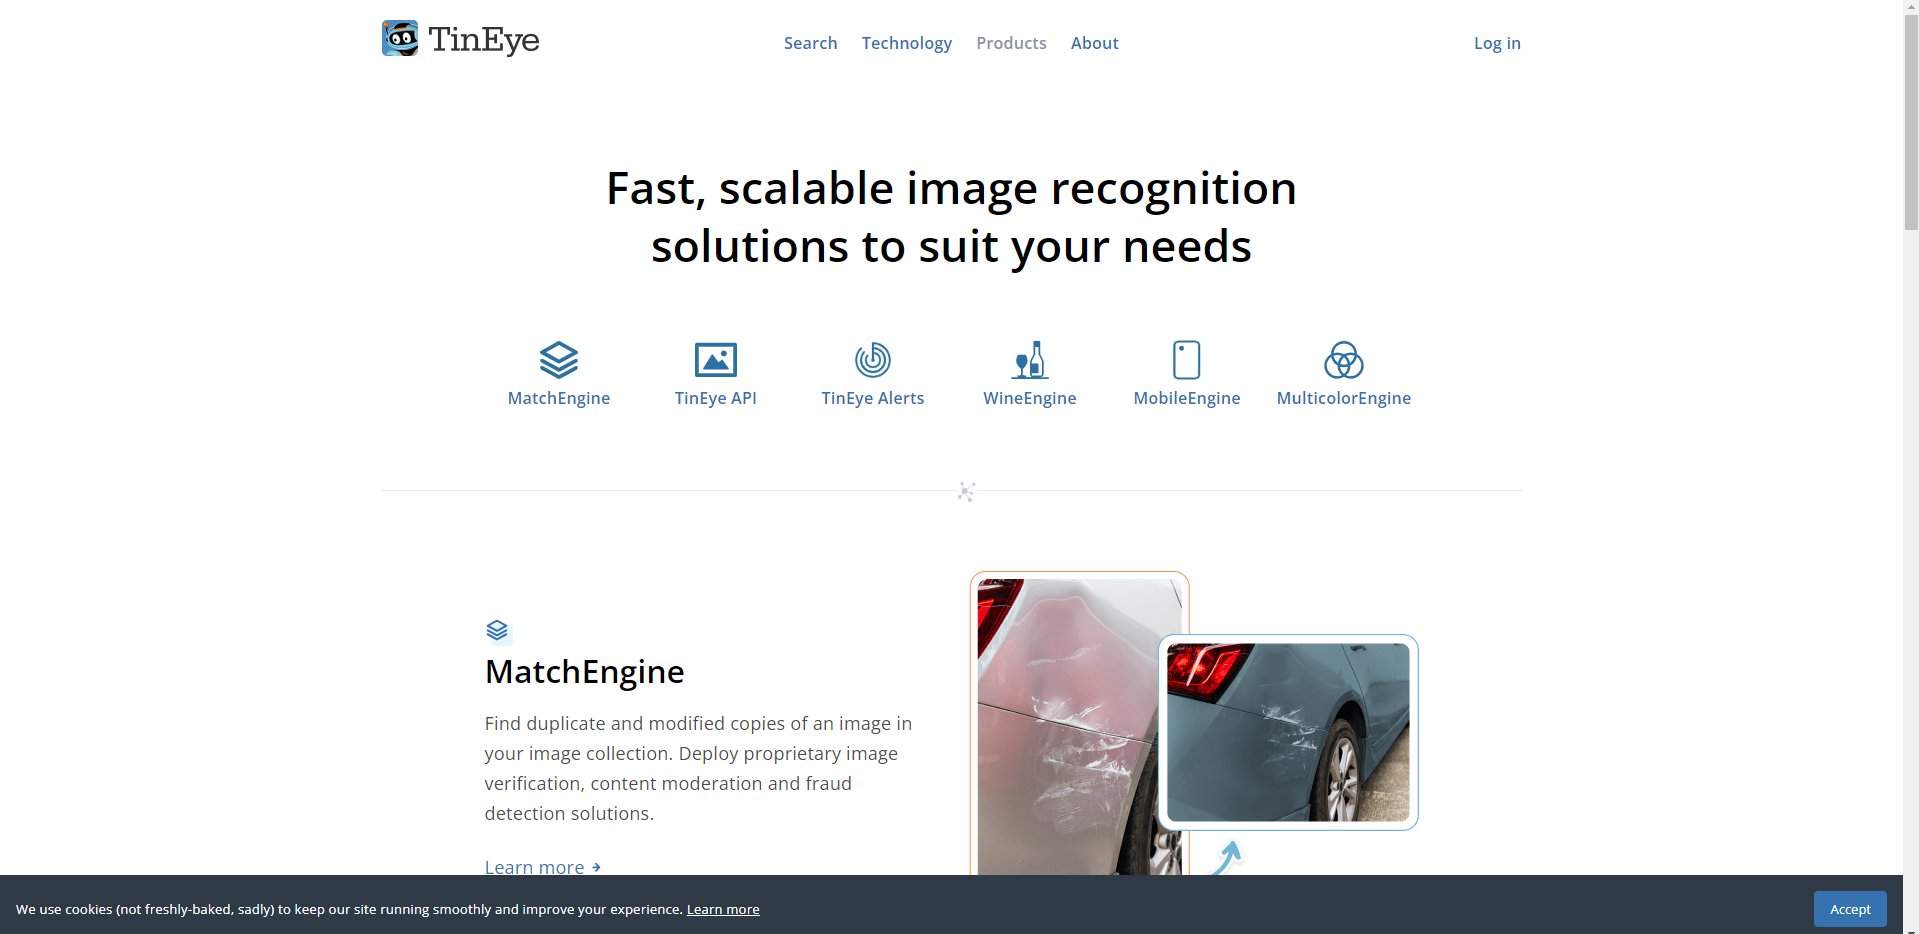 TinEye
Search Technology Products About
Log in
Fast, scalable image recognition
solutions to suit your needs
MatchEngine
TinEye API
TinEye Alerts
WineEngine
MobileEngine
MulticolorEngine
MatchEngine
Find duplicate and modified copies of an image in
your image collection. Deploy proprietary image
verification, content moderation and fraud
detection solutions.
Learn more
We use cookies (not freshly-baked, sadly) to keep our site running smoothly and improve your experience. Learn more
Accept